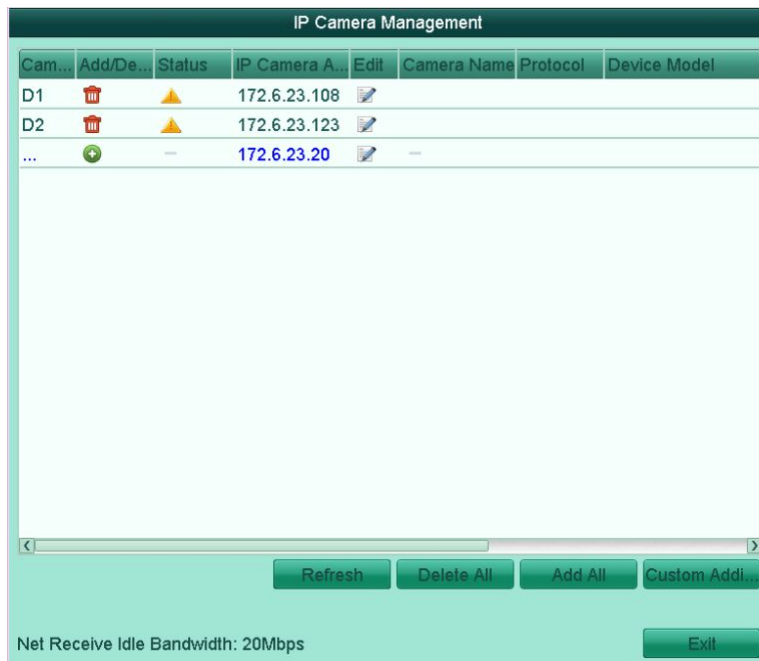 IP Camera Management
Cam... Add/De... Status IP Camera A... Edit Camera Name Protocol Device Model
D1 172.6.23.108
D2 172.6.23.123
... — 172.6.23.20 —
Refresh Delete All Add All Custom Addi...
Net Receive Idle Bandwidth: 20Mbps Exit